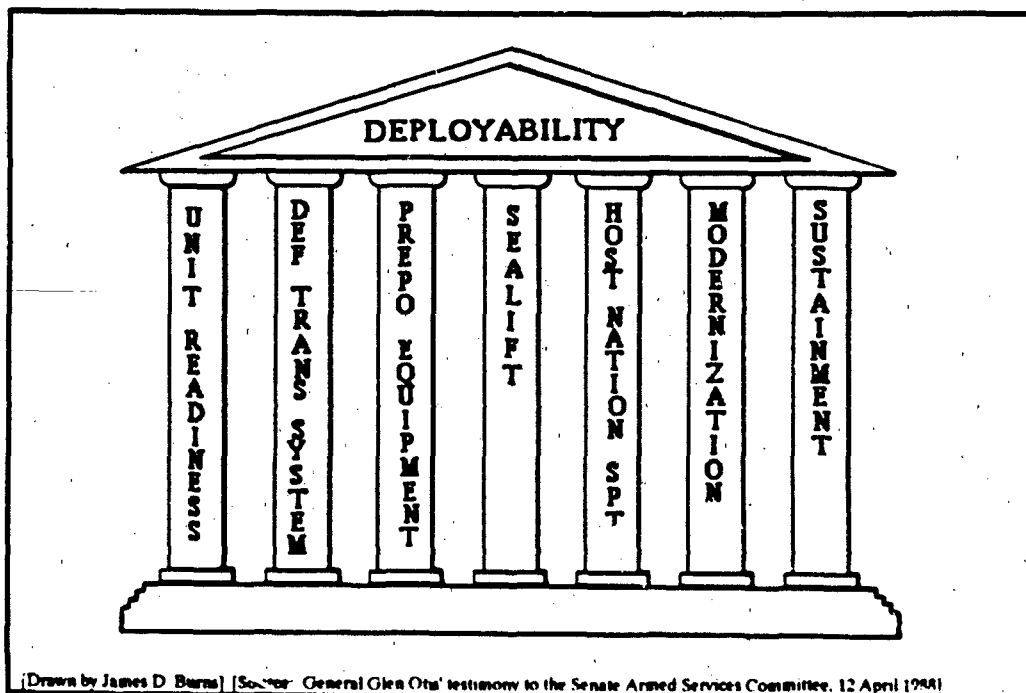 DEPLOYABILITY
UNIT READINESS
DEF TRANS SYSTEM
PREPO EQUIPMENT
SEALIFT
HOST NATION SPT
MODERNIZATION
SUSTAINMENT
[Drawn by James D. Burns] [Source: General Glen Otis' testimony to the Senate Armed Services Committee, 12 April 1988]